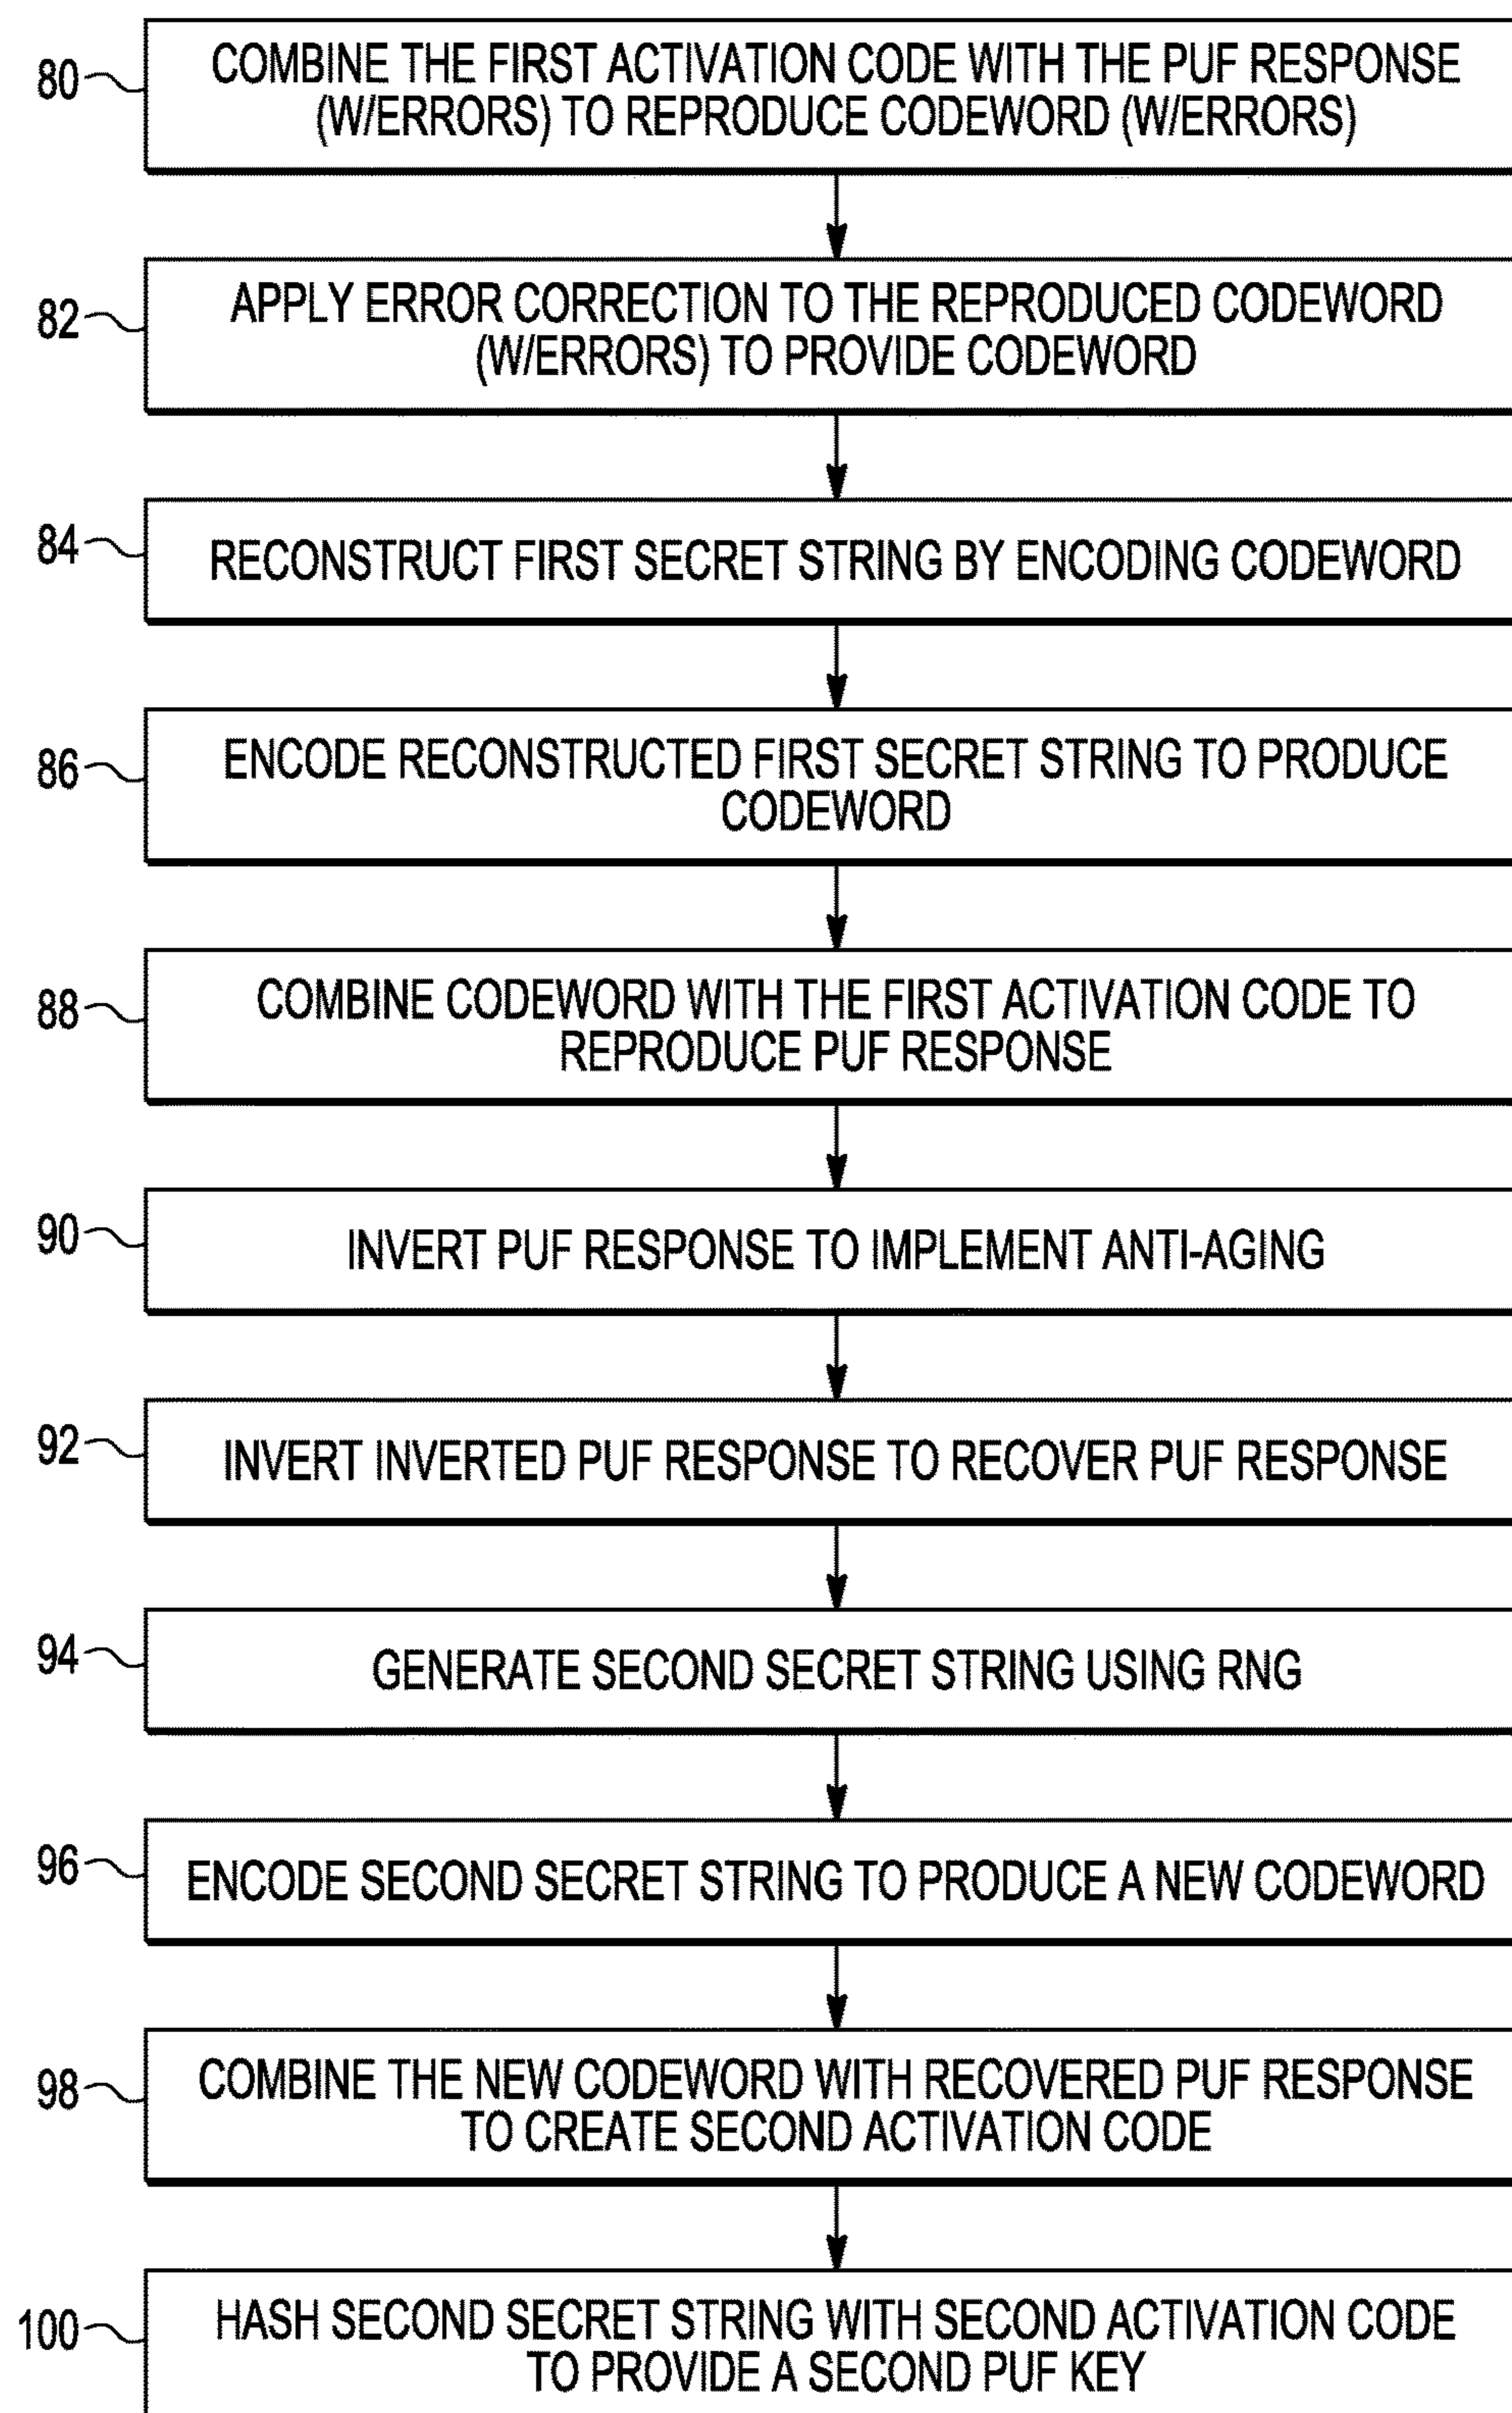 80
COMBINE THE FIRST ACTIVATION CODE WITH THE PUF RESPONSE
(W/ERRORS) TO REPRODUCE CODEWORD (W/ERRORS)
82
APPLY ERROR CORRECTION TO THE REPRODUCED CODEWORD
(W/ERRORS) TO PROVIDE CODEWORD
84
RECONSTRUCT FIRST SECRET STRING BY ENCODING CODEWORD
86
ENCODE RECONSTRUCTED FIRST SECRET STRING TO PRODUCE
CODEWORD
88
COMBINE CODEWORD WITH THE FIRST ACTIVATION CODE TO
REPRODUCE PUF RESPONSE
90
INVERT PUF RESPONSE TO IMPLEMENT ANTI-AGING
92
INVERT INVERTED PUF RESPONSE TO RECOVER PUF RESPONSE
94
GENERATE SECOND SECRET STRING USING RNG
96
ENCODE SECOND SECRET STRING TO PRODUCE A NEW CODEWORD
98
COMBINE THE NEW CODEWORD WITH RECOVERED PUF RESPONSE
TO CREATE SECOND ACTIVATION CODE
100
HASH SECOND SECRET STRING WITH SECOND ACTIVATION CODE
TO PROVIDE A SECOND PUF KEY